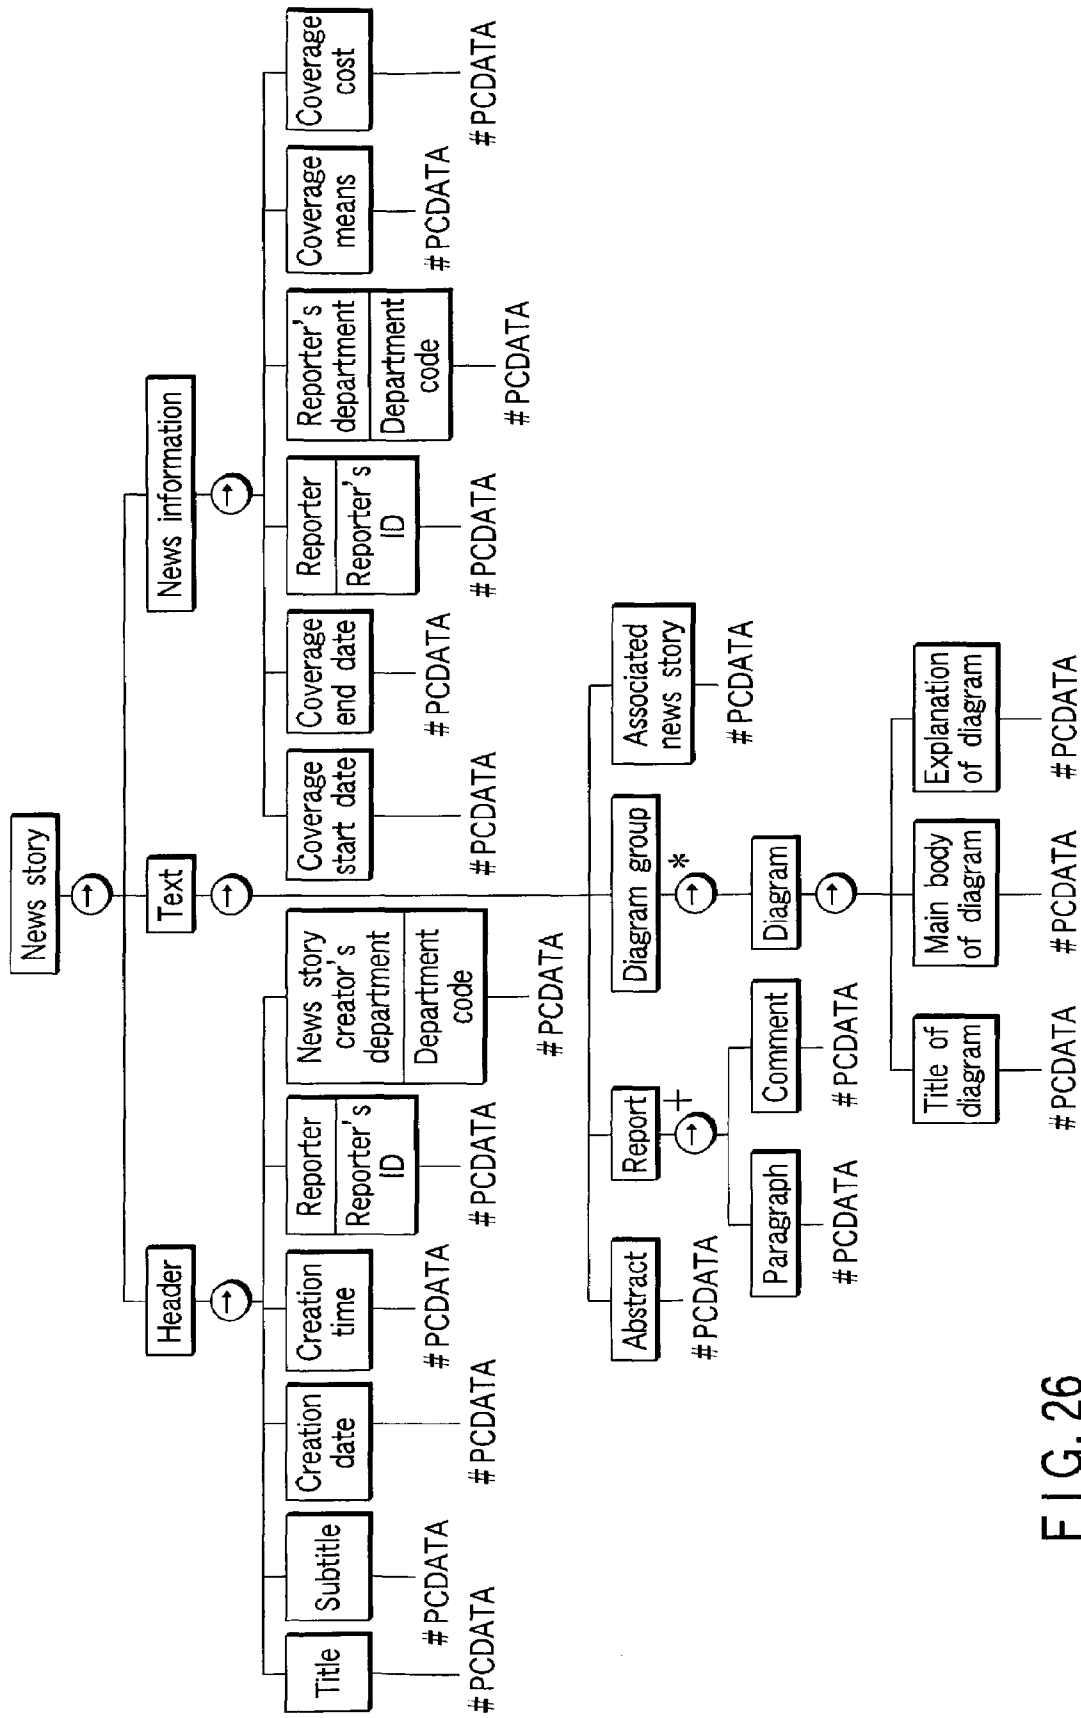 News story
Header
Text
News information
Title
Subtitle
Creation
date
Creation
time
Reporter
Reporter's
ID
News story
creator's
department
Department
code
Coverage
start date
Coverage
end date
Reporter
Reporter's
ID
Reporter's
department
Department
code
Coverage
means
Coverage
cost
#PCDATA
#PCDATA
#PCDATA
#PCDATA
#PCDATA
#PCDATA
#PCDATA
#PCDATA
#PCDATA
#PCDATA
#PCDATA
#PCDATA
Abstract
Report
Diagram group
Associated
news story
#PCDATA
+
*
#PCDATA
Paragraph
Comment
Diagram
#PCDATA
#PCDATA
Title of
diagram
Main body
of diagram
Explanation
of diagram
#PCDATA
#PCDATA
#PCDATA
FIG. 26